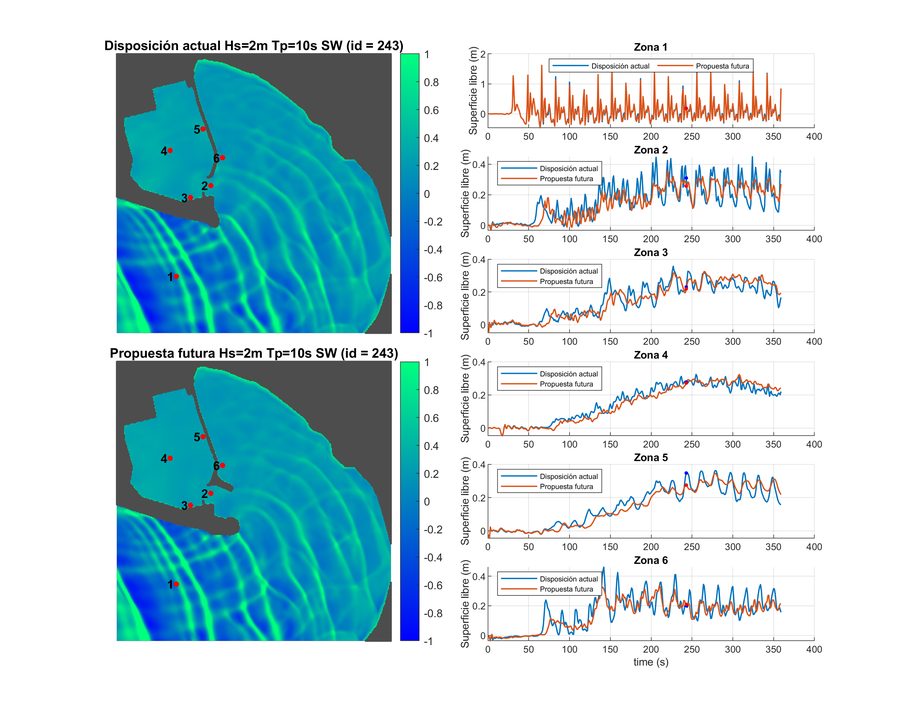 Disposición actual Hs=2m Tp=10s SW (id = 243)
1
0.8
0.6
0.4
0.2
0
-0.2
-0.4
-0.6
-0.8
-1
5
4
6
2
3
1
Propuesta futura Hs=2m Tp=10s SW (id = 243)
1
0.8
0.6
0.4
0.2
0
-0.2
-0.4
-0.6
-0.8
-1
5
4
6
2
3
1
Zona 1
Superficie libre (m)
2
1
0
Disposición actual
Propuesta futura
0 50 100 150 200 250 300 350 400
Zona 2
Superficie libre (m)
0.4
0.2
0
Disposición actual
Propuesta futura
0 50 100 150 200 250 300 350 400
Zona 3
Superficie libre (m)
0.4
0.2
0
Disposición actual
Propuesta futura
0 50 100 150 200 250 300 350 400
Zona 4
Superficie libre (m)
0.4
0.2
0
Disposición actual
Propuesta futura
0 50 100 150 200 250 300 350 400
Zona 5
Superficie libre (m)
0.4
0.2
0
Disposición actual
Propuesta futura
0 50 100 150 200 250 300 350 400
Zona 6
Superficie libre (m)
0.4
0.2
0
Disposición actual
Propuesta futura
0 50 100 150 200 250 300 350 400
time (s)